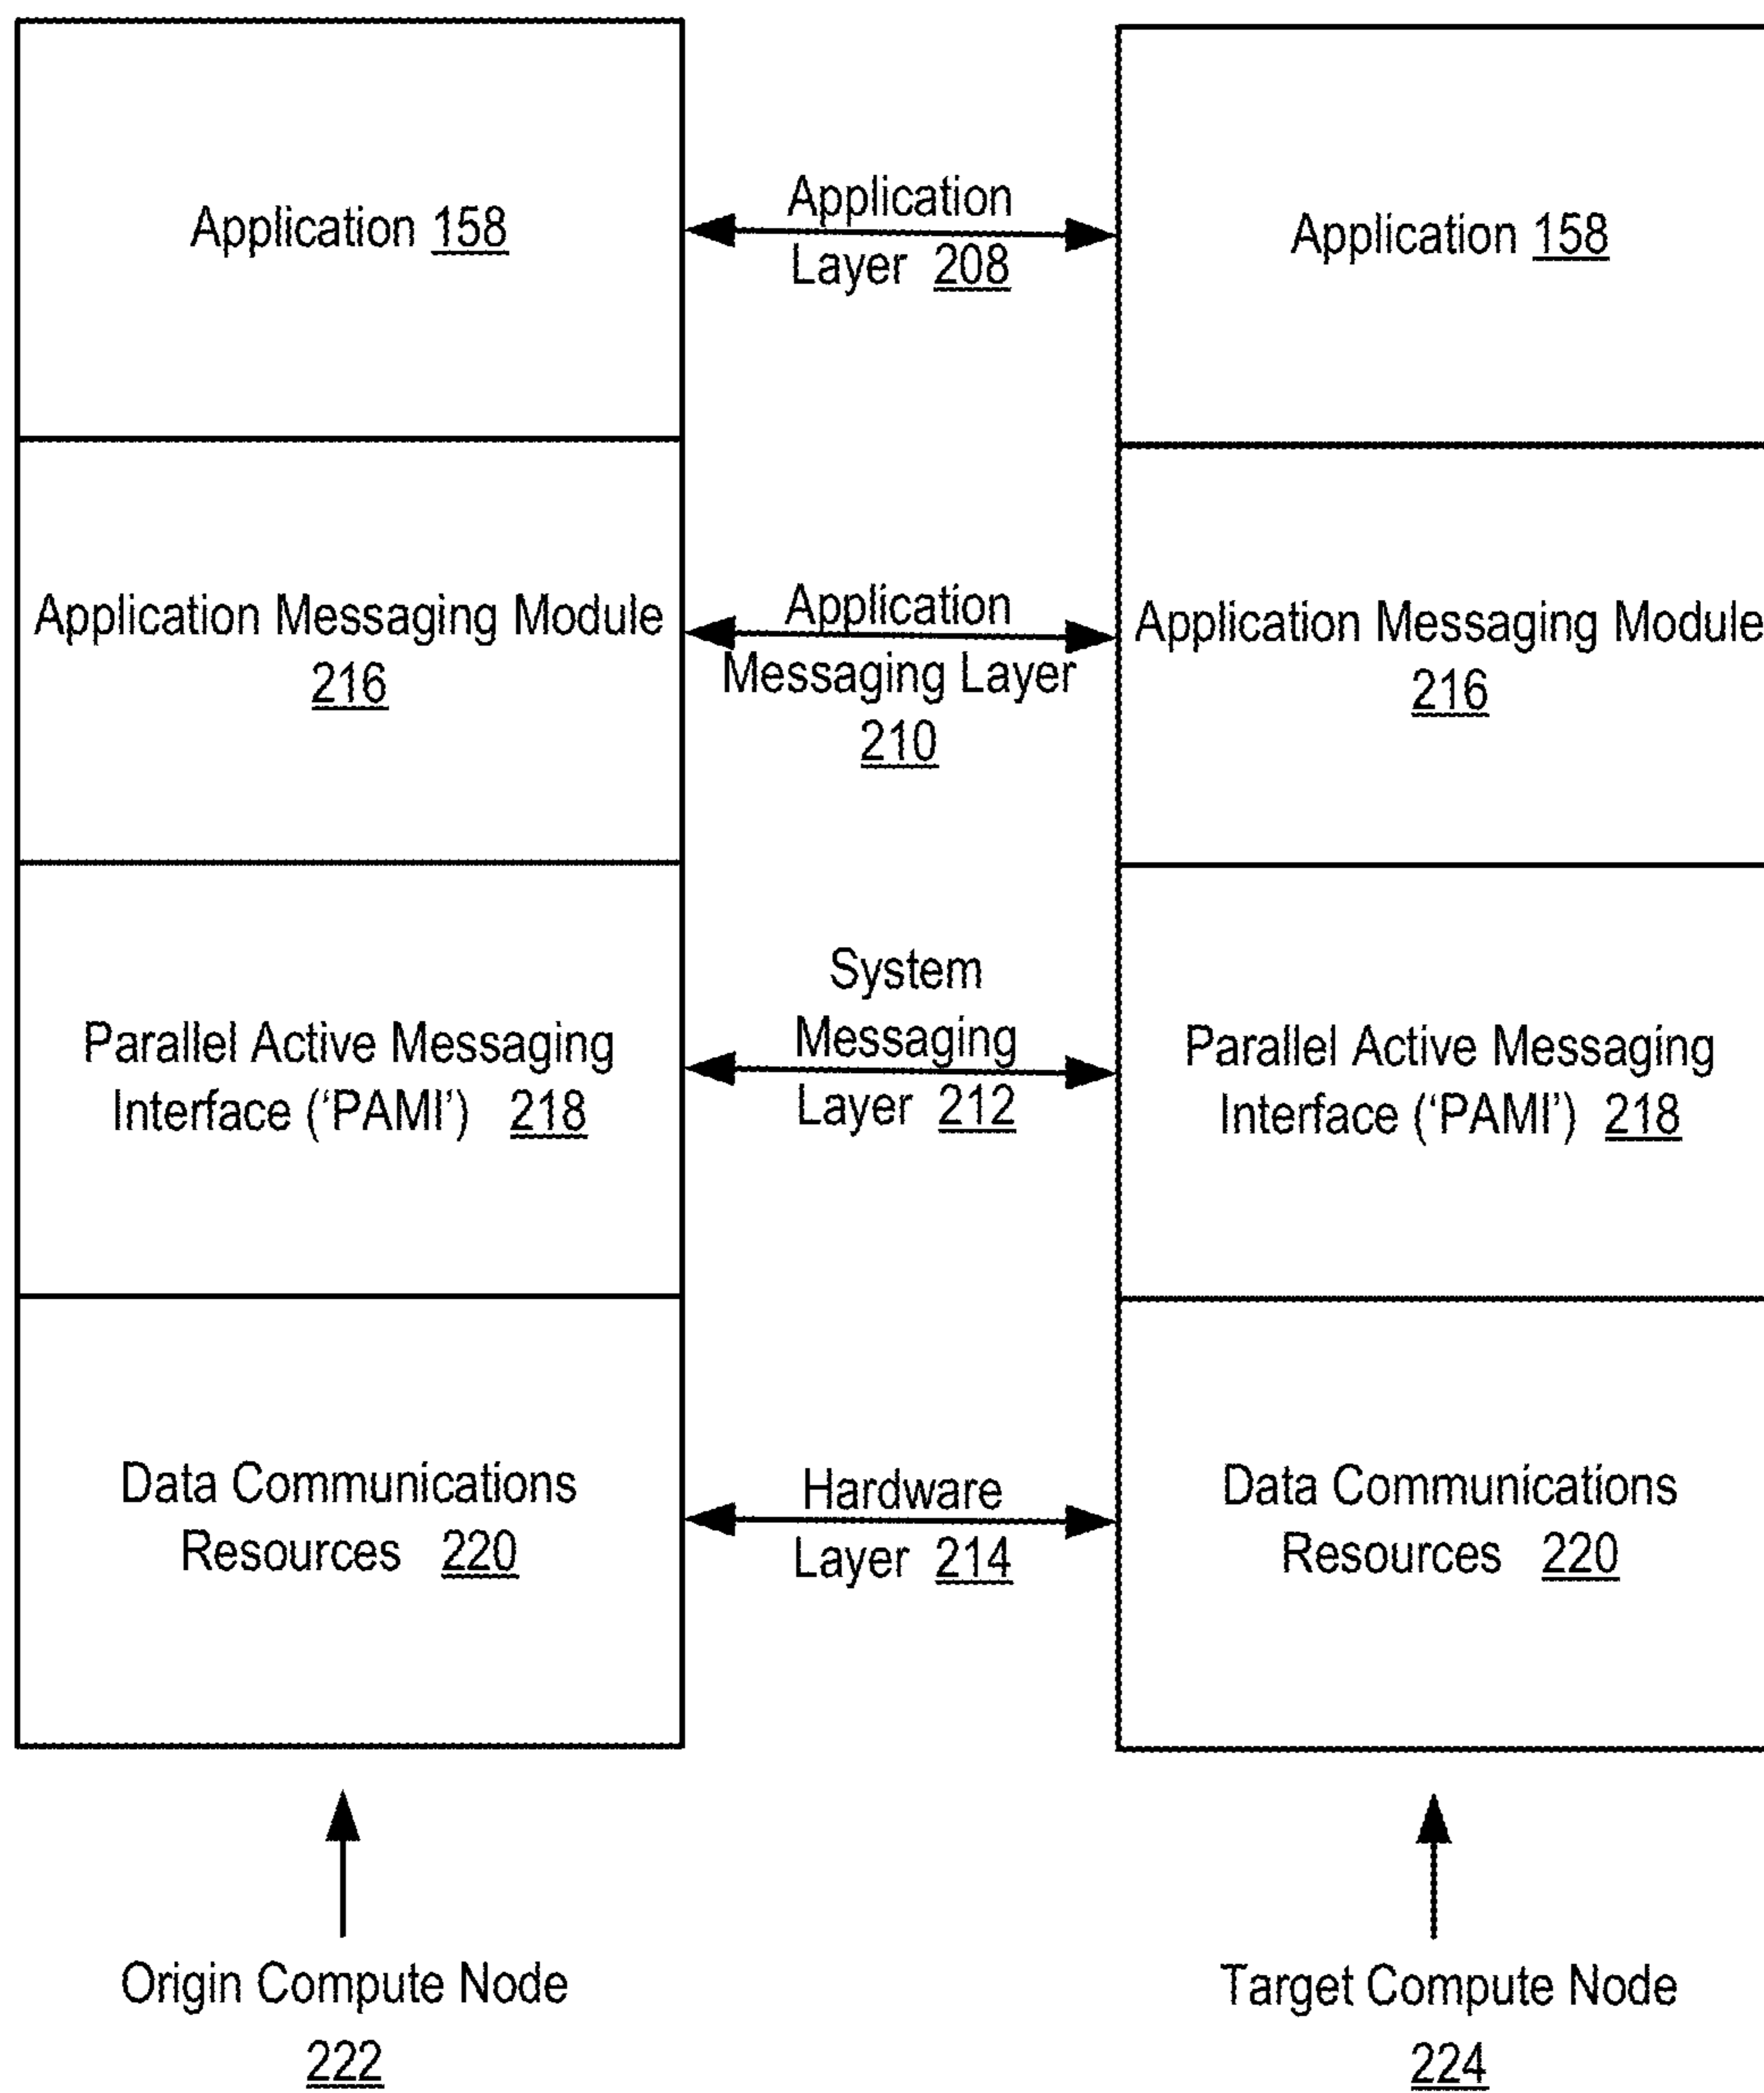 Application 158
Application
Layer 208
Application 158
Application Messaging Module
216
Application
Messaging Layer
210
Application Messaging Module
216
Parallel Active Messaging
Interface (‘PAMI’) 218
System
Messaging
Layer 212
Parallel Active Messaging
Interface (‘PAMI’) 218
Data Communications
Resources 220
Hardware
Layer 214
Data Communications
Resources 220
Origin Compute Node
222
Target Compute Node
224